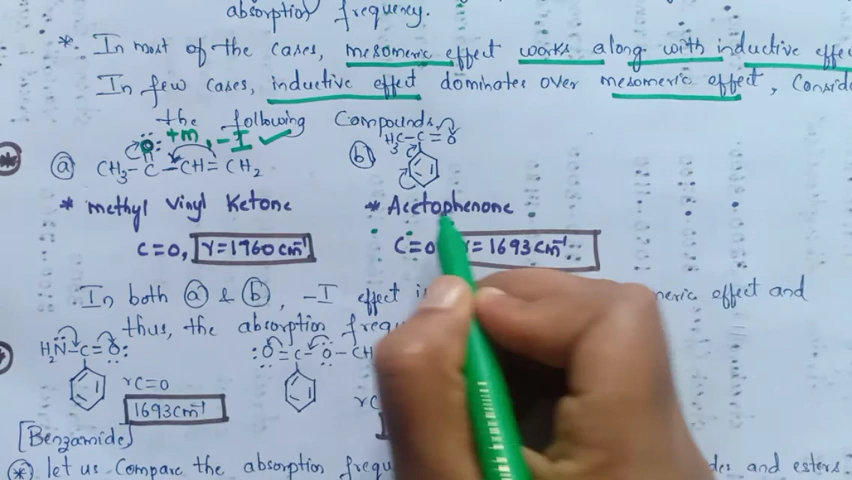 absorption frequency.
*. In most of the cases, mesomeric effect works along with inductive effe
In few cases, inductive effect dominates over mesomeric effect, Conside
the following Compounds.
+m, -I ✓
* (a) CH3-C-CH=CH2
(b) H3C-C=O
* methyl vinyl Ketone
* Acetophenone
C=O, ν=1960 cm⁻¹
C=O ν=1693 cm⁻¹.
In both (a) & (b), -I effect i meric effect and
thus, the absorption freq
H2N-C=O:
:O=C-O-CH
νC=O
1693 cm⁻¹
[Benzamide]
(*) let us Compare the absorption frequ des and esters.